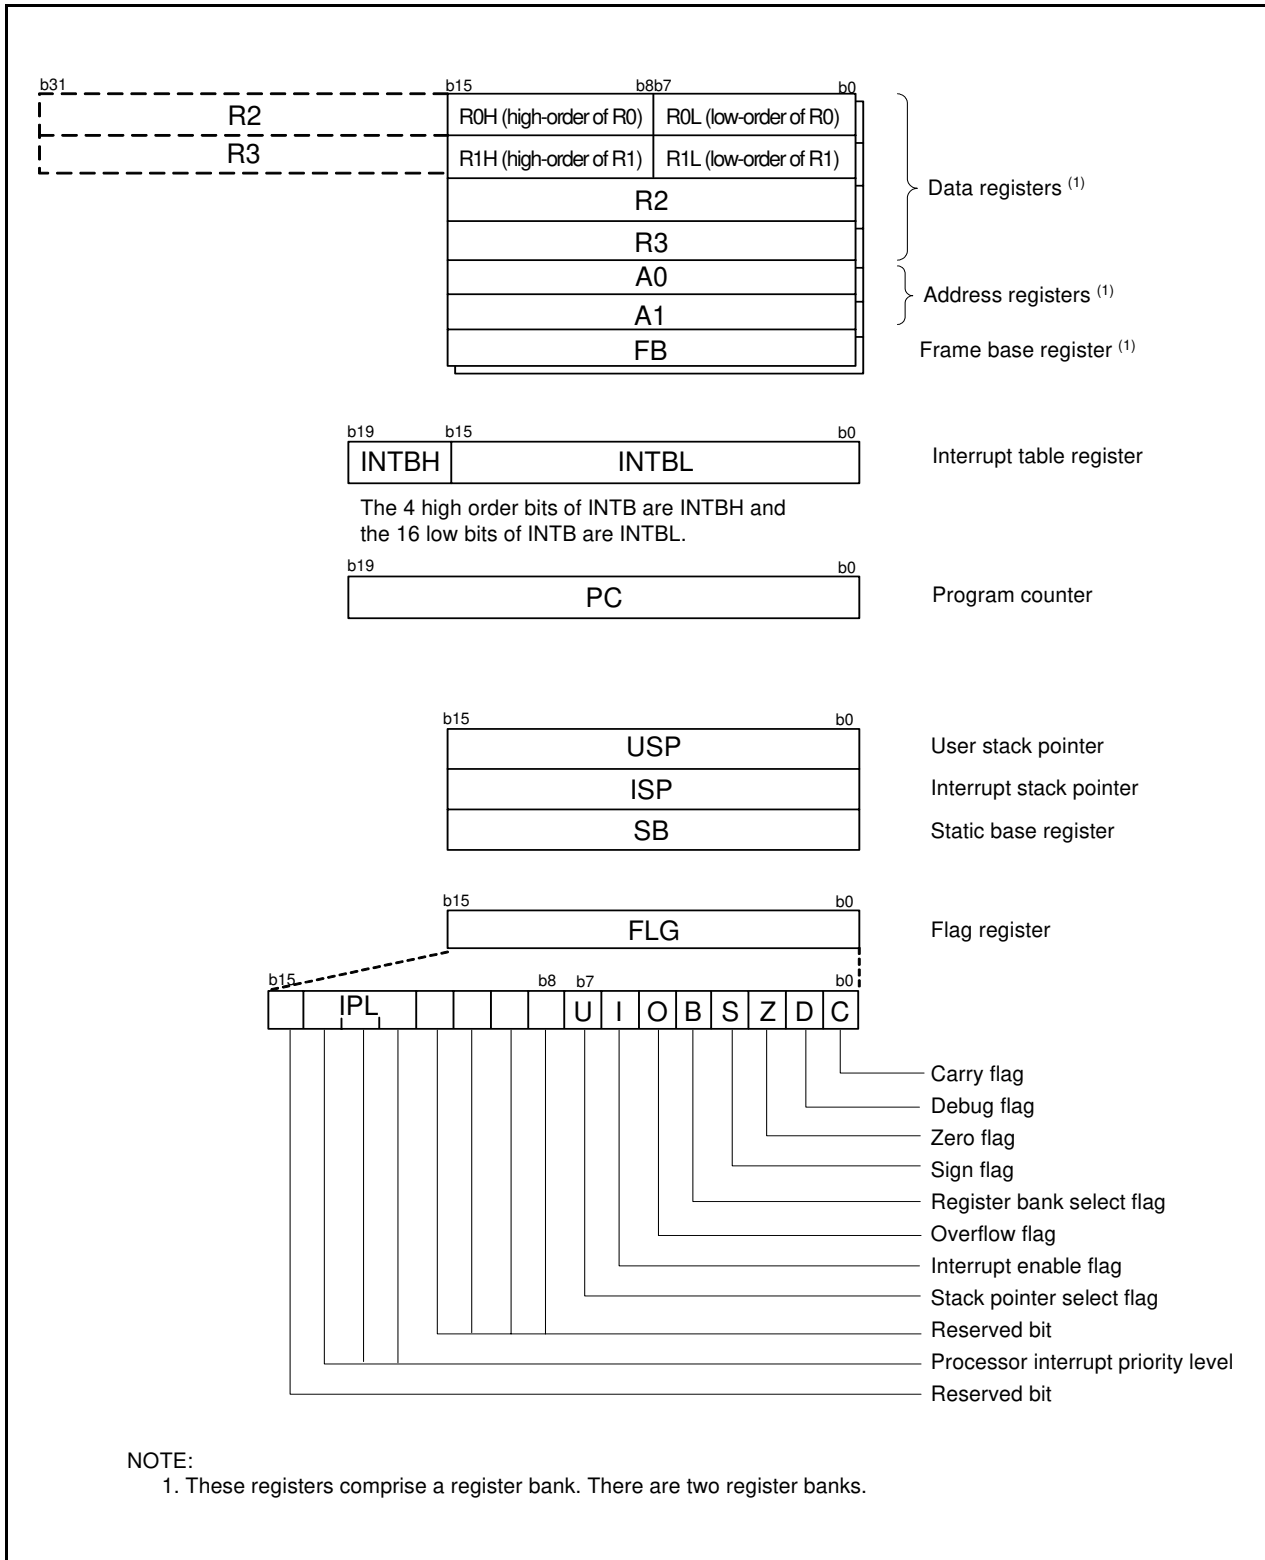 b31 b15 b8b7 b0
R2 R0H (high-order of R0) R0L (low-order of R0)
R3 R1H (high-order of R1) R1L (low-order of R1)
R2
Data registers (1)
R3
A0
Address registers (1)
A1
FB Frame base register (1)
b19 b15 b0
INTBH INTBL Interrupt table register
The 4 high order bits of INTB are INTBH and
the 16 low bits of INTB are INTBL.
b19 b0
PC Program counter
b15 b0
USP User stack pointer
ISP Interrupt stack pointer
SB Static base register
b15 b0
FLG Flag register
b15 b8 b7 b0
IPL U I O B S Z D C
Carry flag
Debug flag
Zero flag
Sign flag
Register bank select flag
Overflow flag
Interrupt enable flag
Stack pointer select flag
Reserved bit
Processor interrupt priority level
Reserved bit
NOTE:
1. These registers comprise a register bank. There are two register banks.